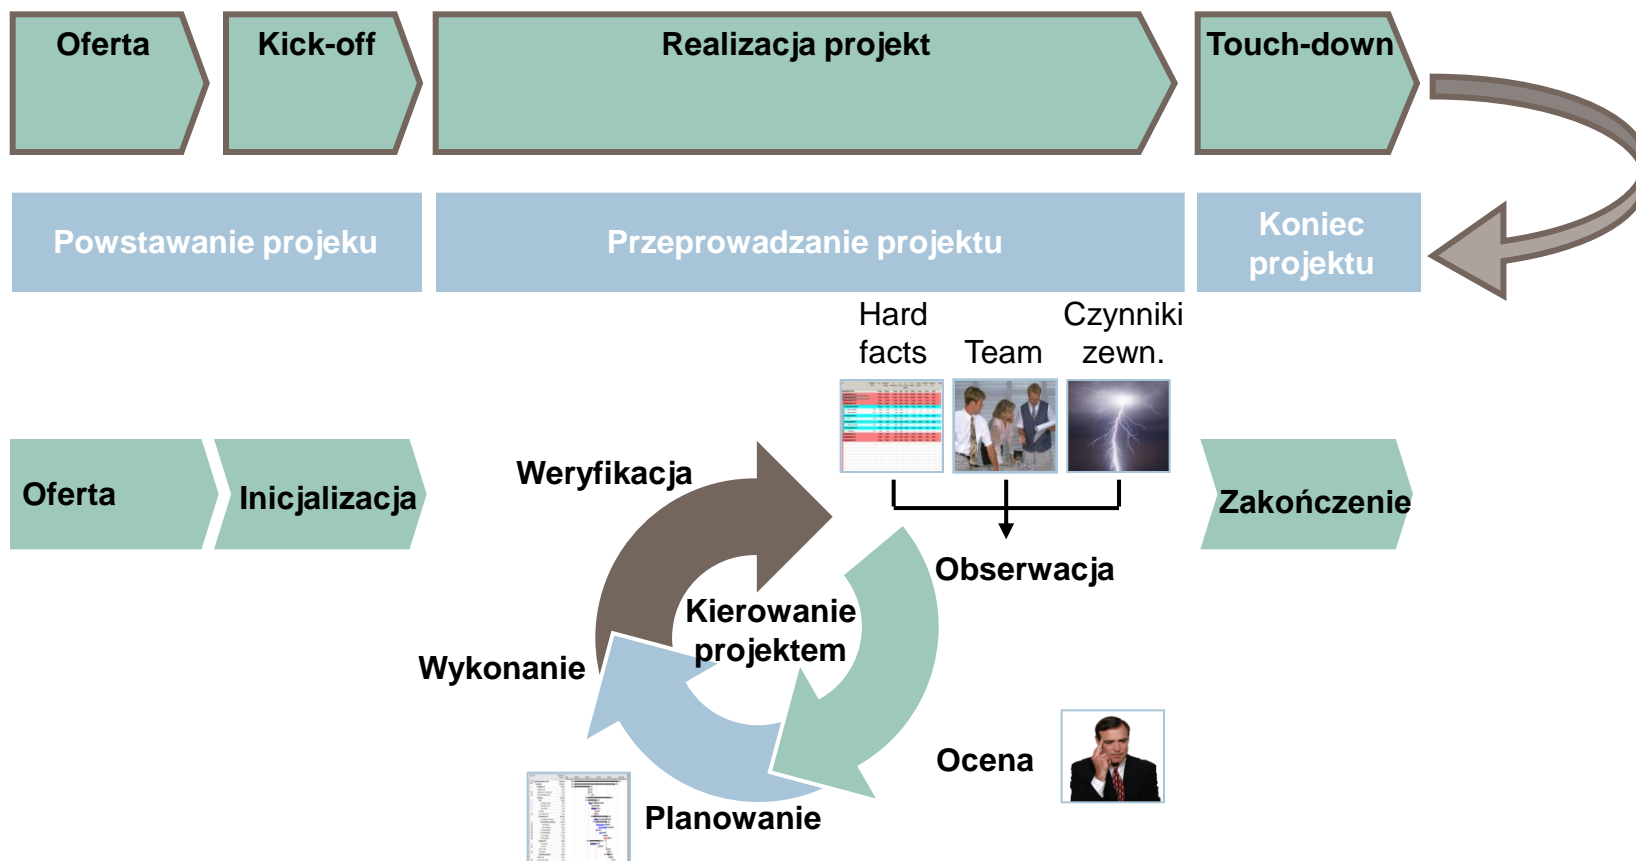 Oferta
Kick-off
Realizacja projekt
Touch-down
Powstawanie projeku
Przeprowadzanie projektu
Koniec
projektu
Hard
facts
Team
Czynniki
zewn.
Oferta
Inicjalizacja
Weryfikacja
Zakończenie
Obserwacja
Kierowanie
projektem
Wykonanie
Ocena
Planowanie